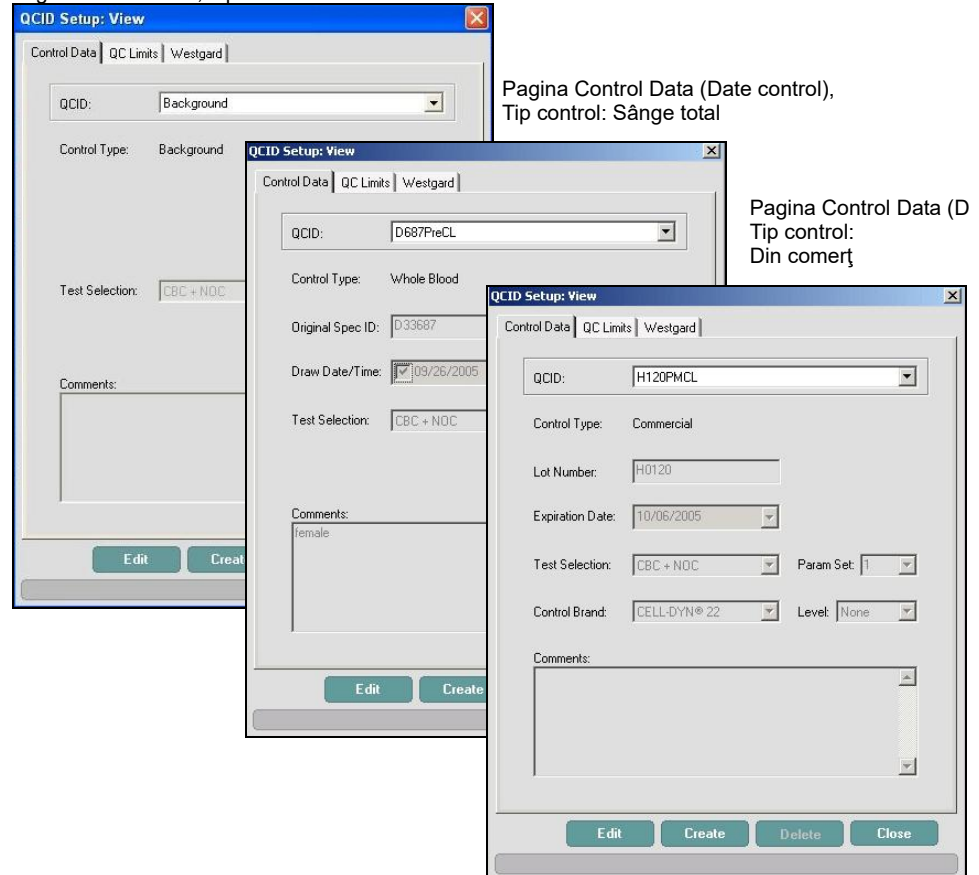 QCID Setup: View
Control Data QC Limits Westgard
QCID: Background
Control Type: Background
Test Selection: CBC + NOC
Comments:
Edit
Pagina Control Data (Date control),
Tip control: Sânge total
QCID Setup: View
Control Data QC Limits Westgard
QCID: D687PreCL
Control Type: Whole Blood
Original Spec ID: D33687
Draw Date/Time: 09/26/2005
Test Selection: CBC + NOC
Comments:
female
Edit Create
Pagina Control Data (D
Tip control:
Din comerţ
QCID Setup: View
Control Data QC Limits Westgard
QCID: H120PMCL
Control Type: Commercial
Lot Number: H0120
Expiration Date: 10/06/2005
Test Selection: CBC + NOC Param Set: 1
Control Brand: CELL-DYN® 22 Level: None
Comments:
Edit Create Delete Close